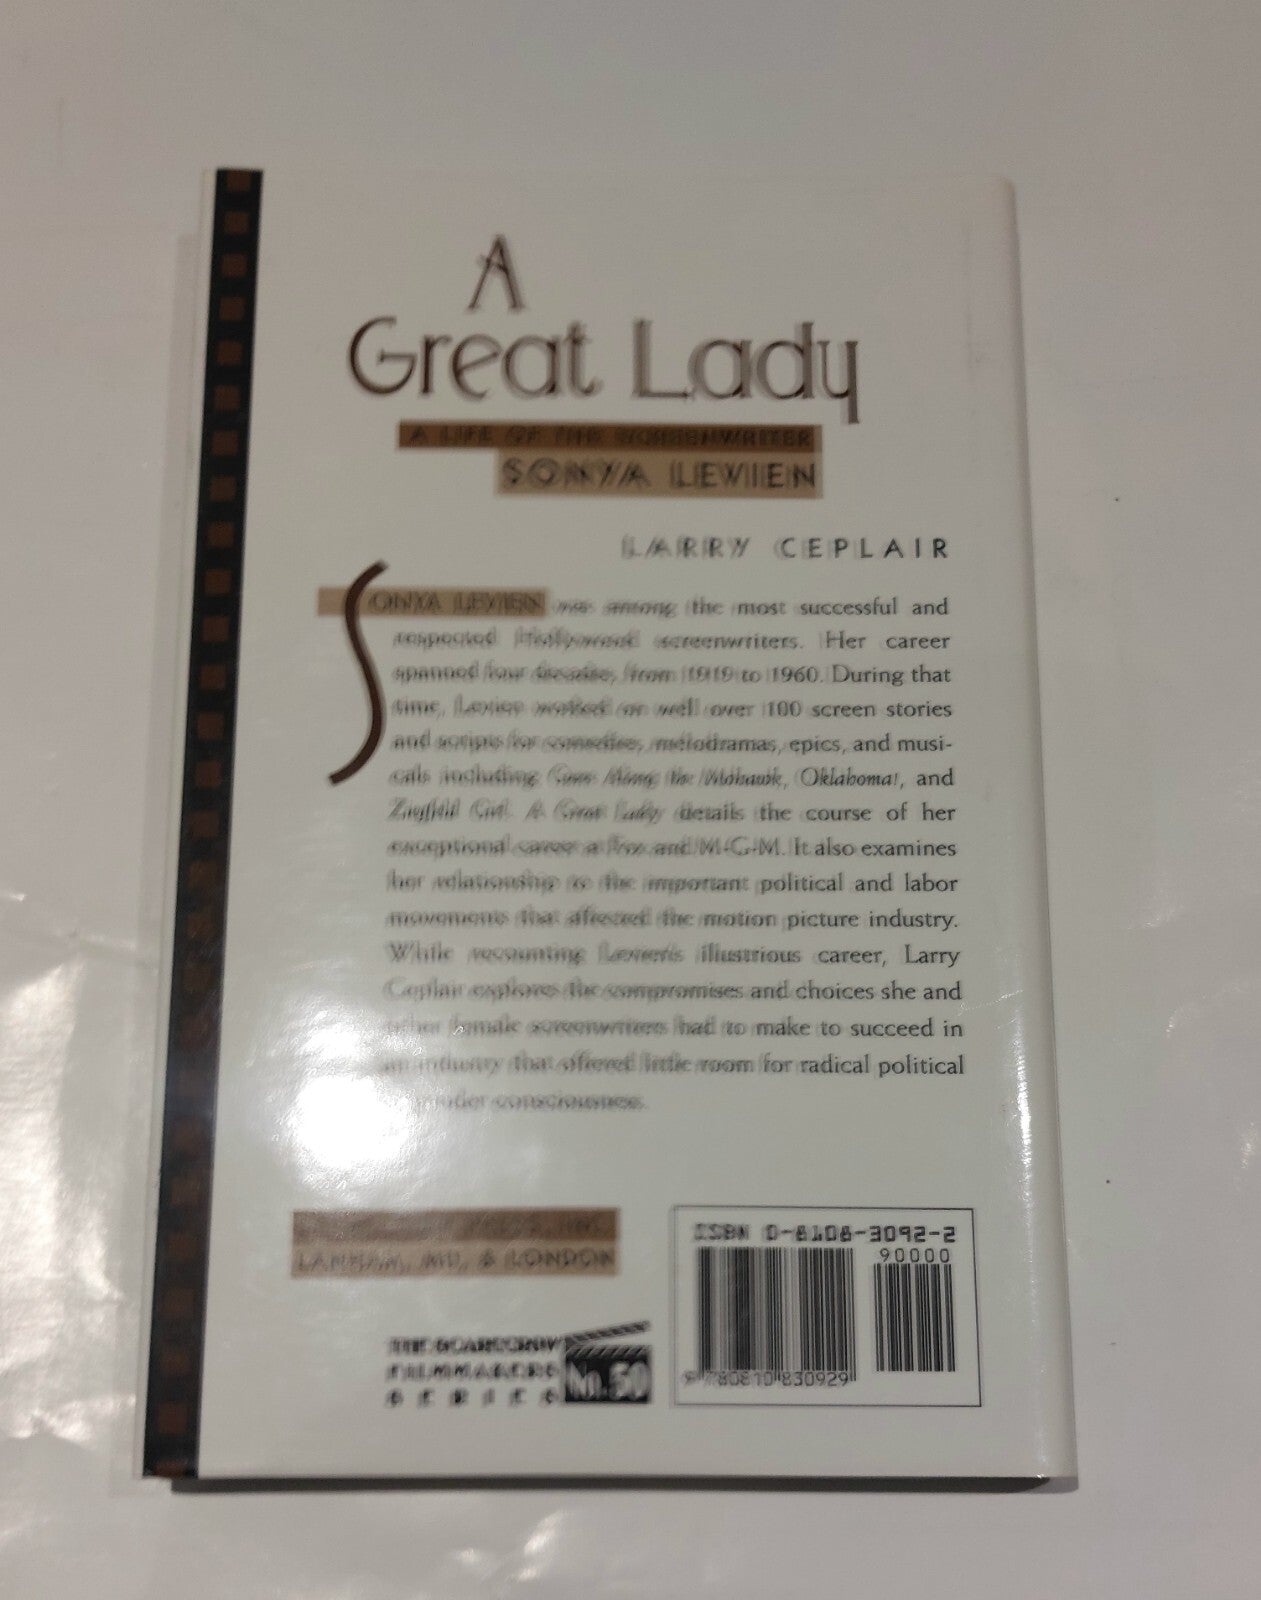 A
Great Lady
A LIFE OF THE SCREENWRITER
SONYA LEVIEN
LARRY CEPLAIR
SONYA LEVIEN was among the most successful and
respected Hollywood screenwriters. Her career
spanned four decades, from 1919 to 1960. During that
time, Levien worked on well over 100 screen stories
and scripts for comedies, melodramas, epics, and musi-
cals including Drums Along the Mohawk, Oklahoma!, and
Ziegfeld Girl. A Great Lady details the course of her
exceptional career at Fox and M-G-M. It also examines
her relationship to the important political and labor
movements that affected the motion picture industry.
While recounting Levien's illustrious career, Larry
Ceplair explores the compromises and choices she and
other female screenwriters had to make to succeed in
an industry that offered little room for radical political
gender consciousness.
PRESS, INC.
LANHAM, MD, & LONDON
THE SCARECROW
FILMMAKERS
SERIES
No. 50
ISBN 0-8108-3092-2
90000
9 780810 830929